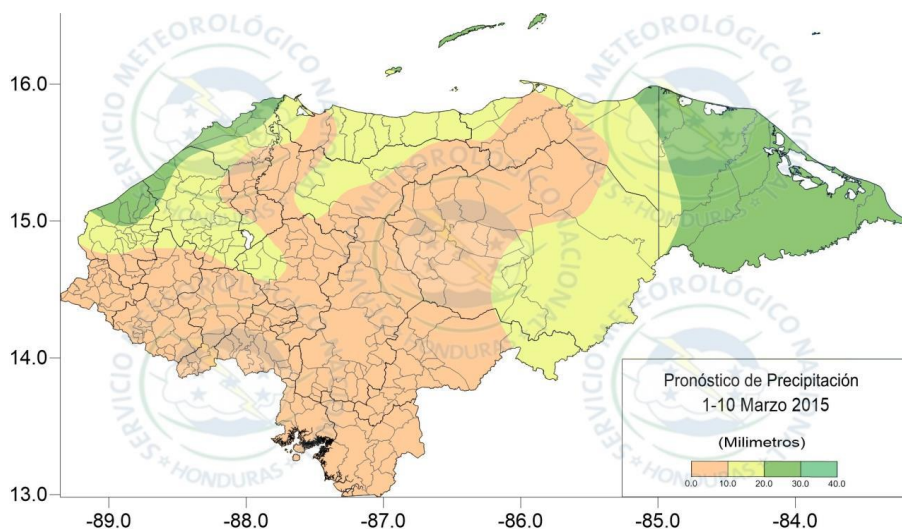 16.0
15.0
14.0
13.0
-89.0
-88.0
-87.0
-86.0
-85.0
-84.0
Pronóstico de Precipitación
1-10 Marzo 2015
(Milimetros)
0.0 10.0 20.0 30.0 40.0
SERVICIO METEOROLÓGICO NACIONAL
★ HONDURAS ★